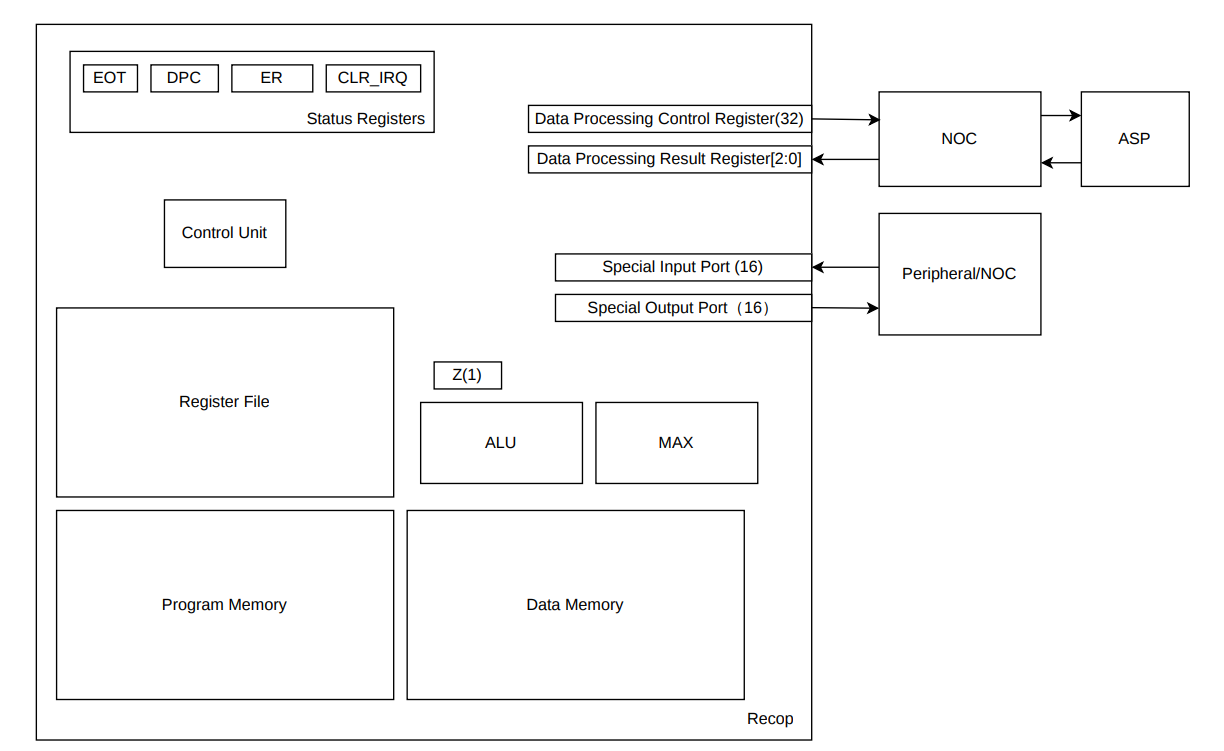 EOT
DPC
ER
CLR_IRQ
Status Registers
Data Processing Control Register(32)
Data Processing Result Register[2:0]
NOC
ASP
Control Unit
Special Input Port (16)
Special Output Port（16）
Peripheral/NOC
Z(1)
Register File
ALU
MAX
Program Memory
Data Memory
Recop